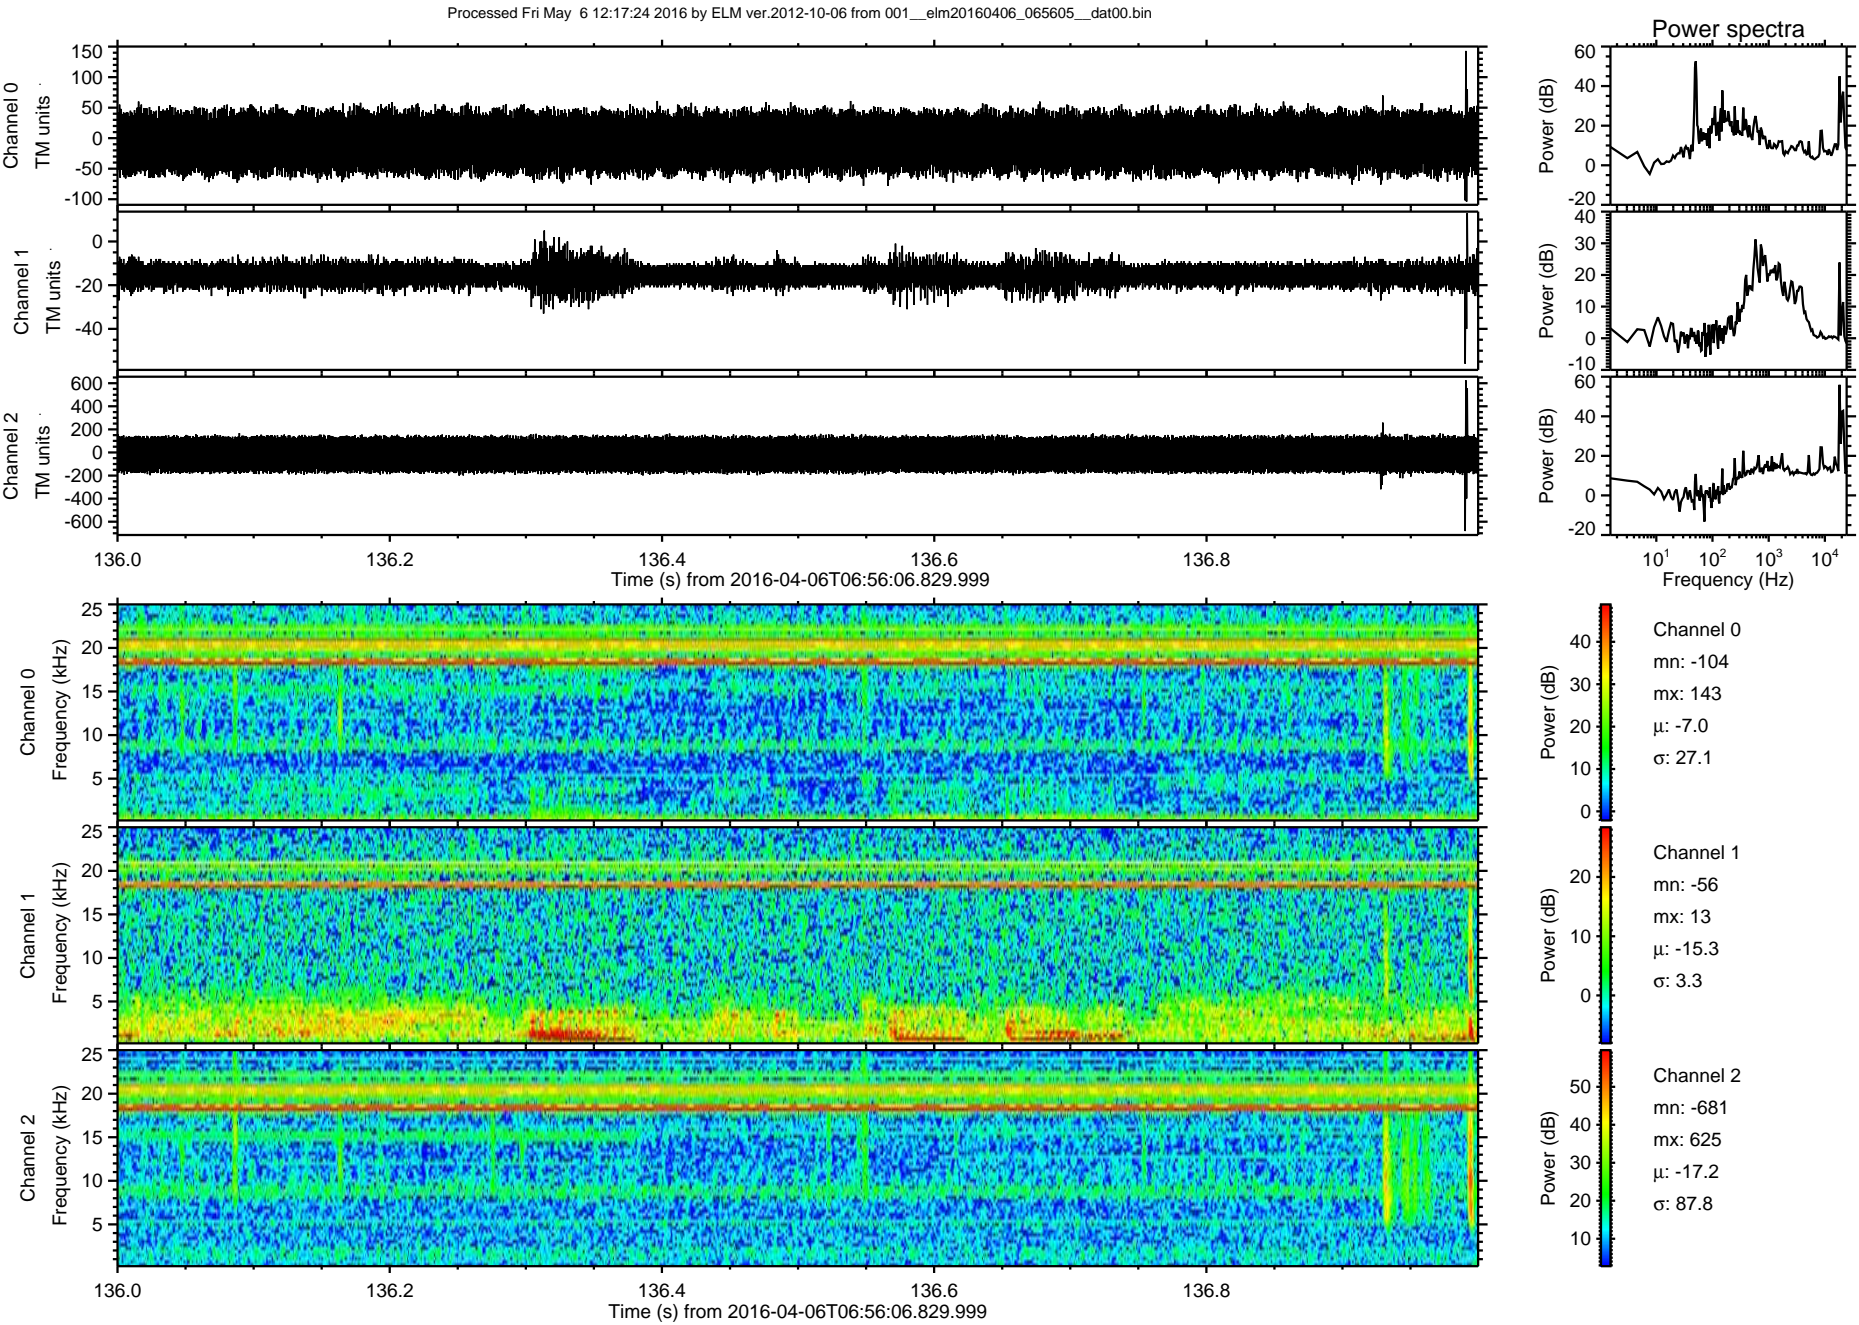 Processed Fri May 6 12:17:24 2016 by ELM ver.2012-10-06 from 001__elm20160406_065605__dat00.bin
Power spectra
Channel 0
TM units
150
100
50
0
-50
-100
Power (dB)
60
40
20
0
-20
Channel 1
TM units
0
-20
-40
Power (dB)
40
30
20
10
0
-10
Channel 2
TM units
600
400
200
0
-200
-400
-600
Power (dB)
60
40
20
0
-20
136.0 136.2 136.4 136.6 136.8
Time (s) from 2016-04-06T06:56:06.829.999
10¹ 10² 10³ 10⁴
Frequency (Hz)
Channel 0
Frequency (kHz)
25
20
15
10
5
Power (dB)
40
30
20
10
0
Channel 0
mn: -104
mx: 143
μ: -7.0
σ: 27.1
Channel 1
Frequency (kHz)
25
20
15
10
5
Power (dB)
20
10
0
Channel 1
mn: -56
mx: 13
μ: -15.3
σ: 3.3
Channel 2
Frequency (kHz)
25
20
15
10
5
Power (dB)
50
40
30
20
10
Channel 2
mn: -681
mx: 625
μ: -17.2
σ: 87.8
136.0 136.2 136.4 136.6 136.8
Time (s) from 2016-04-06T06:56:06.829.999